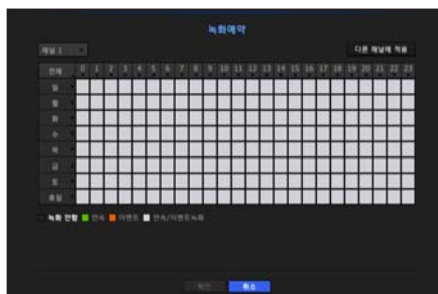 녹화예약
채널 1
다른 채널에 적용
전체 0 1 2 3 4 5 6 7 8 9 10 11 12 13 14 15 16 17 18 19 20 21 22 23
일
월
화
수
목
금
토
휴일
녹화 안함 연속 이벤트 연속/이벤트녹화
확인 취소